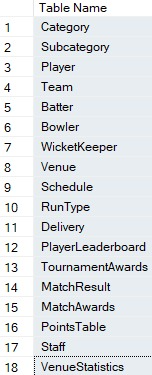 Table Name
1 Category
2 Subcategory
3 Player
4 Team
5 Batter
6 Bowler
7 WicketKeeper
8 Venue
9 Schedule
10 RunType
11 Delivery
12 PlayerLeaderboard
13 TournamentAwards
14 MatchResult
15 MatchAwards
16 PointsTable
17 Staff
18 VenueStatistics